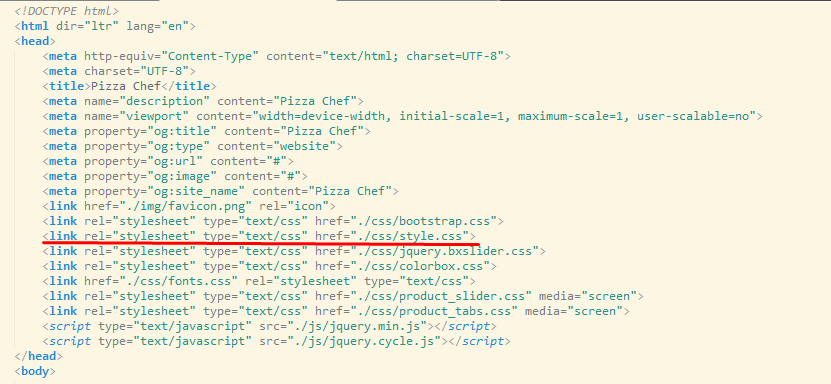 <!DOCTYPE html>
<html dir="ltr" lang="en">
<head>
<meta http-equiv="Content-Type" content="text/html; charset=UTF-8">
<meta charset="UTF-8">
<title>Pizza Chef</title>
<meta name="description" content="Pizza Chef">
<meta name="viewport" content="width=device-width, initial-scale=1, maximum-scale=1, user-scalable=no">
<meta property="og:title" content="Pizza Chef">
<meta property="og:type" content="website">
<meta property="og:url" content="#">
<meta property="og:image" content="#">
<meta property="og:site_name" content="Pizza Chef">
<link href="./img/favicon.png" rel="icon">
<link rel="stylesheet" type="text/css" href="./css/bootstrap.css">
<link rel="stylesheet" type="text/css" href="./css/style.css">
<link rel="stylesheet" type="text/css" href="./css/jquery.bxslider.css">
<link rel="stylesheet" type="text/css" href="./css/colorbox.css">
<link href="./css/fonts.css" rel="stylesheet" type="text/css">
<link rel="stylesheet" type="text/css" href="./css/product_slider.css" media="screen">
<link rel="stylesheet" type="text/css" href="./css/product_tabs.css" media="screen">
<script type="text/javascript" src="./js/jquery.min.js"></script>
<script type="text/javascript" src="./js/jquery.cycle.js"></script>
</head>
<body>